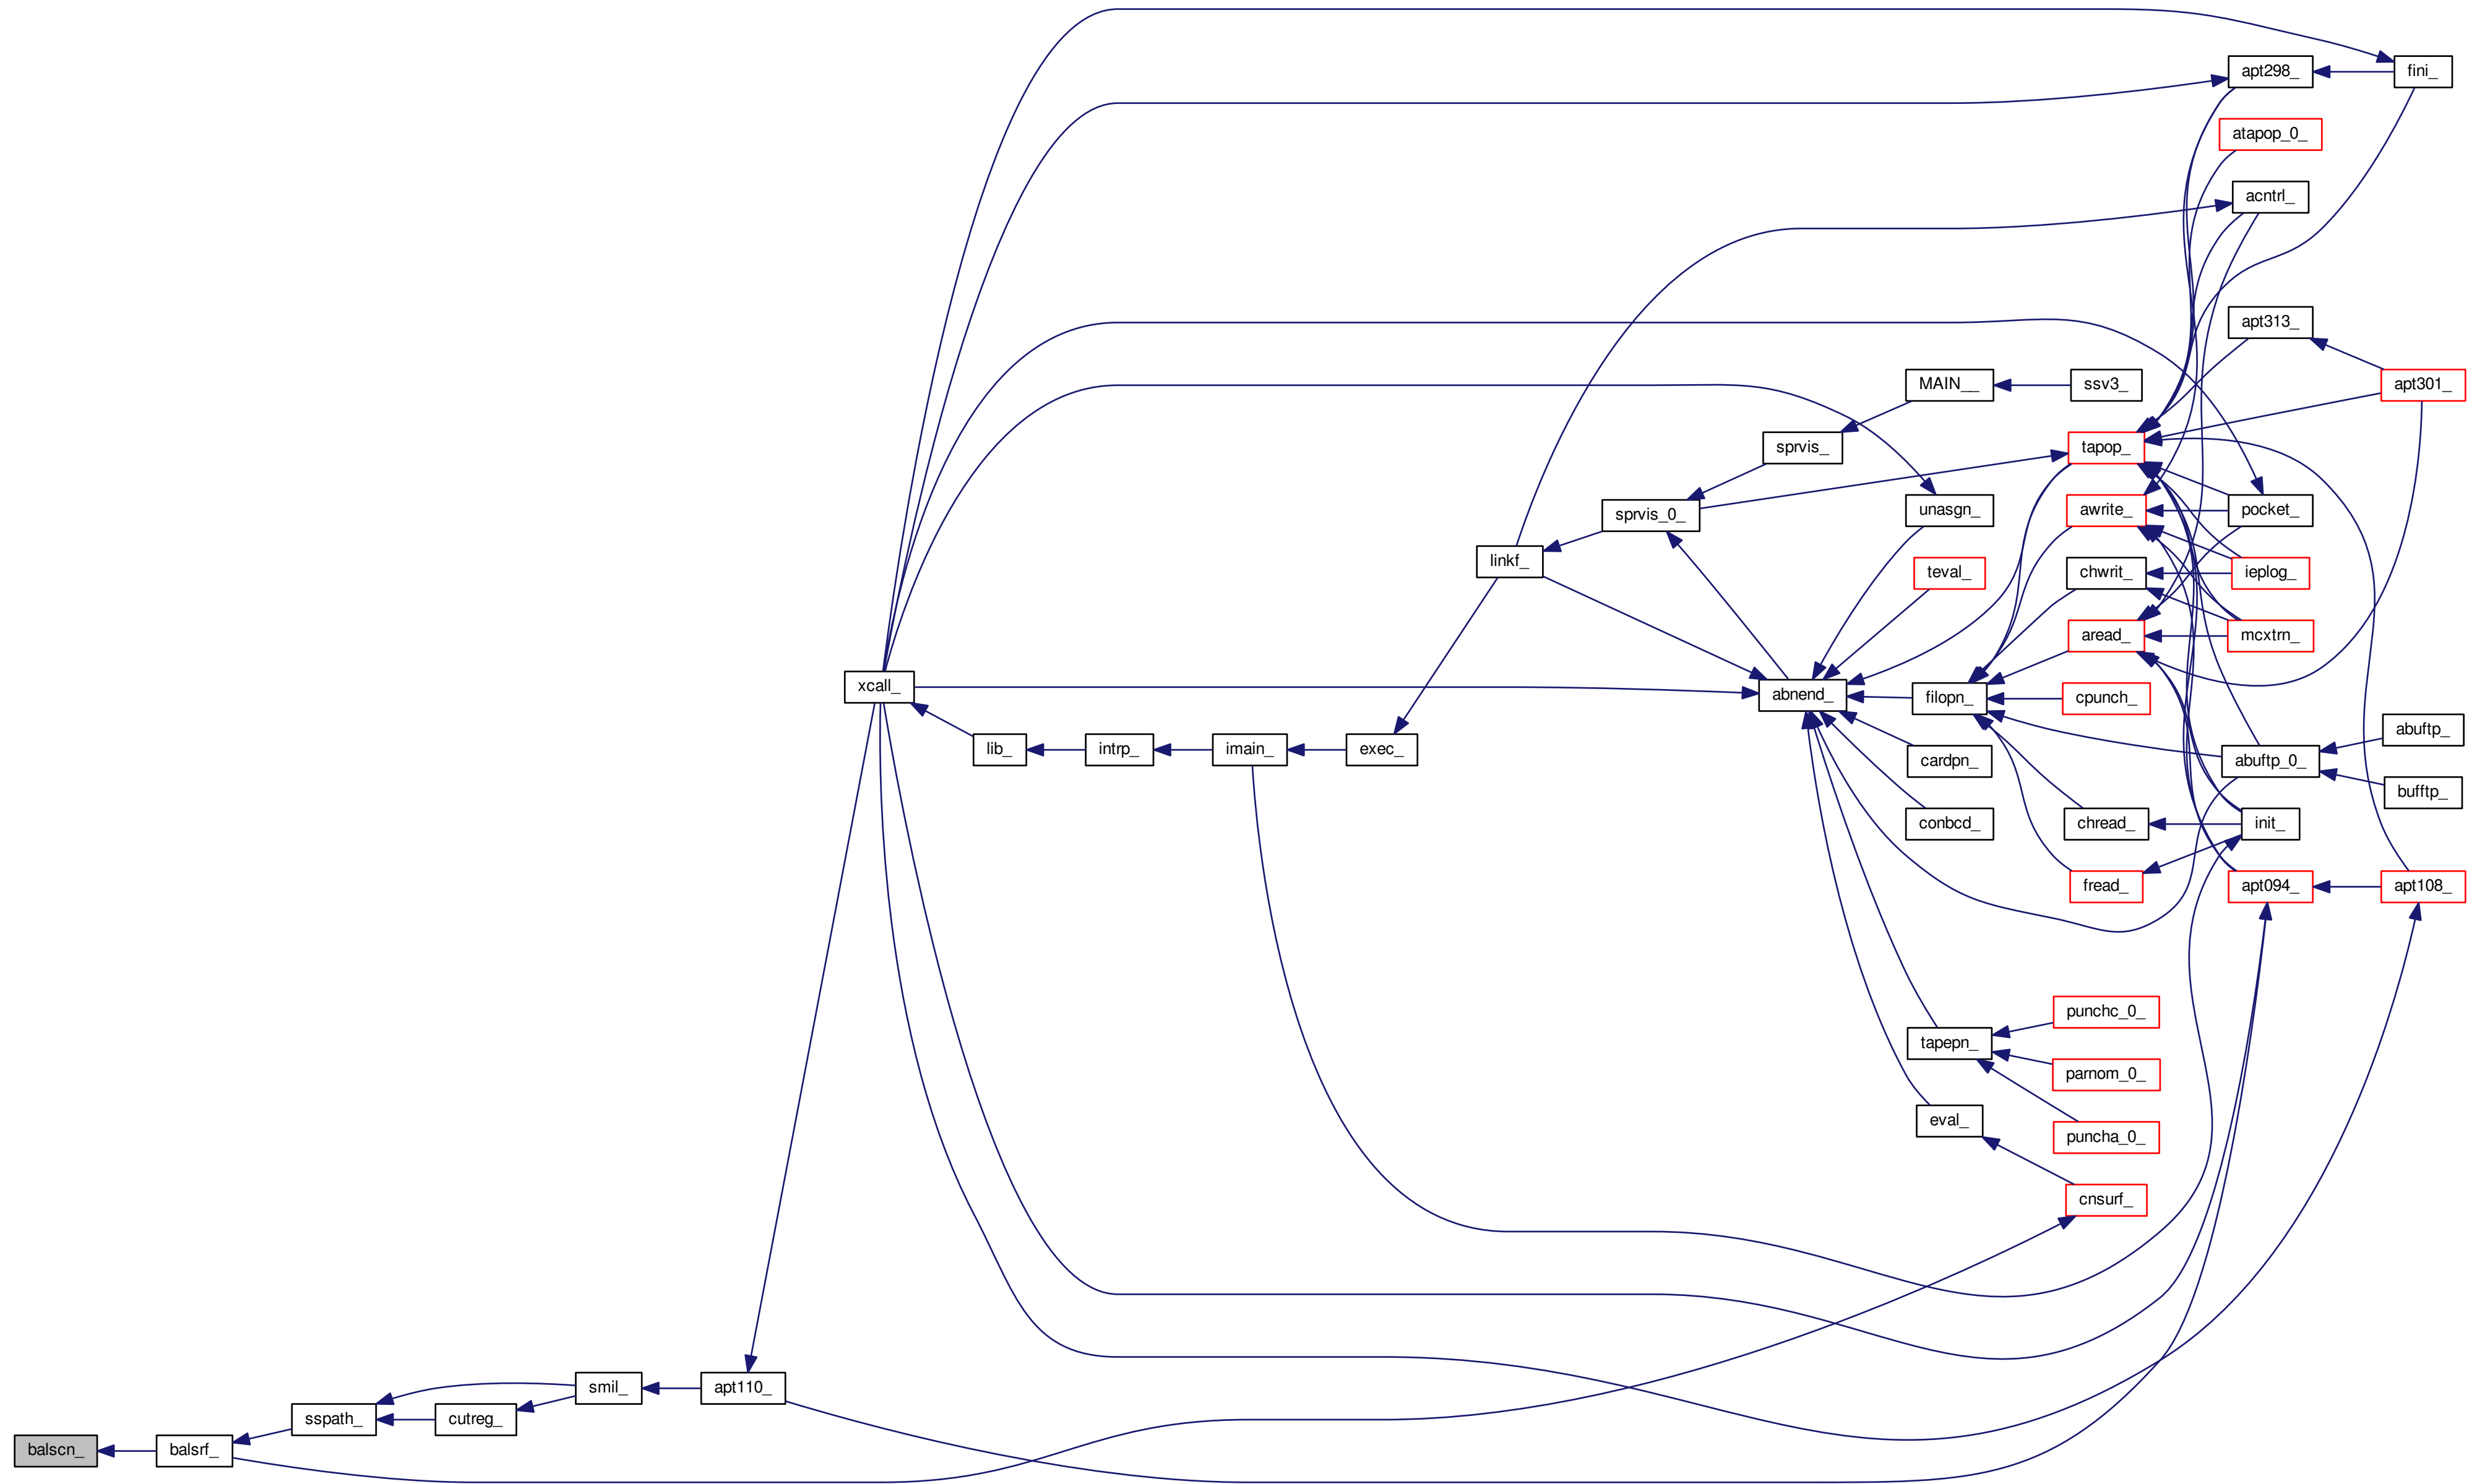 fini_
apt298_
atapop_0_
acntrl_
apt313_
MAIN__
ssv3_
apt301_
sprvis_
tapop_
sprvis_0_
unasgn_
awrite_
pocket_
linkf_
teval_
chwrit_
ieplog_
aread_
mcxtrn_
xcall_
abnend_
filopn_
cpunch_
abuftp_
lib_
intrp_
imain_
exec_
cardpn_
abuftp_0_
bufftp_
conbcd_
chread_
init_
fread_
apt094_
apt108_
punchc_0_
tapepn_
parnom_0_
eval_
puncha_0_
cnsurf_
smil_
apt110_
sspath_
cutreg_
balscn_
balsrf_